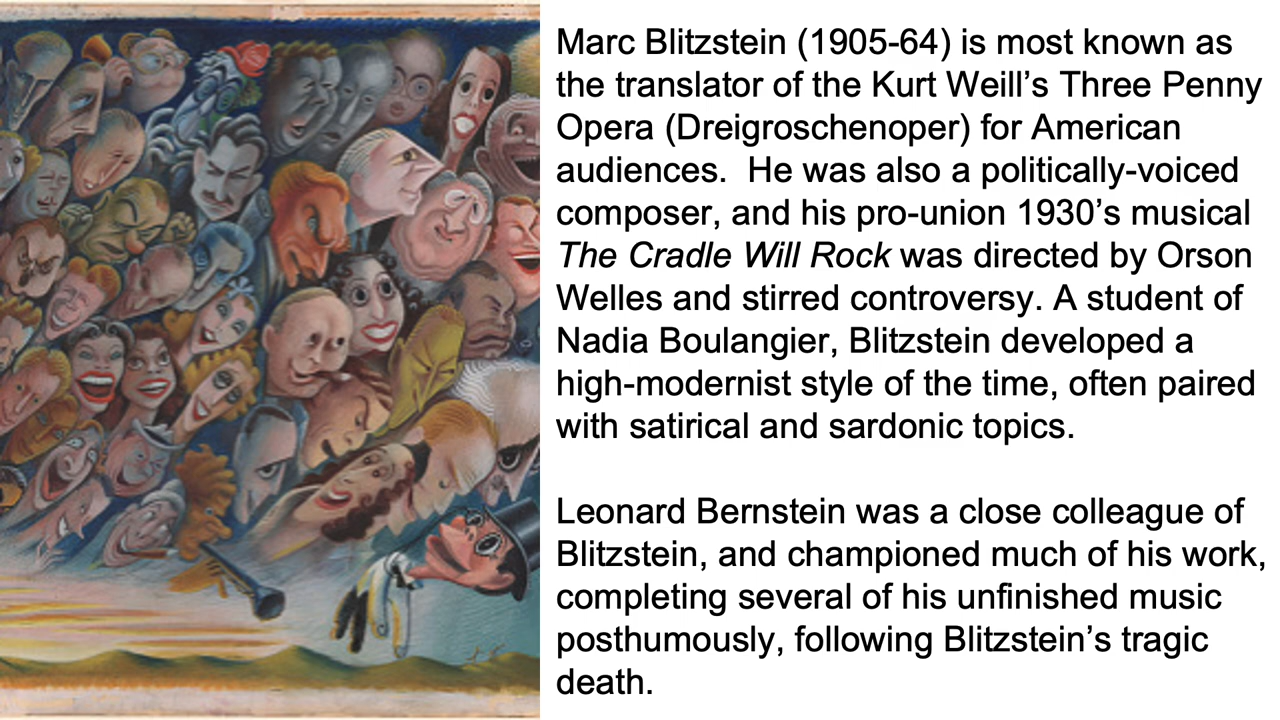 Marc Blitzstein (1905-64) is most known as
the translator of the Kurt Weill’s Three Penny
Opera (Dreigroschenoper) for American
audiences.  He was also a politically-voiced
composer, and his pro-union 1930’s musical
The Cradle Will Rock was directed by Orson
Welles and stirred controversy. A student of
Nadia Boulangier, Blitzstein developed a
high-modernist style of the time, often paired
with satirical and sardonic topics.
Leonard Bernstein was a close colleague of
Blitzstein, and championed much of his work,
completing several of his unfinished music
posthumously, following Blitzstein’s tragic
death.